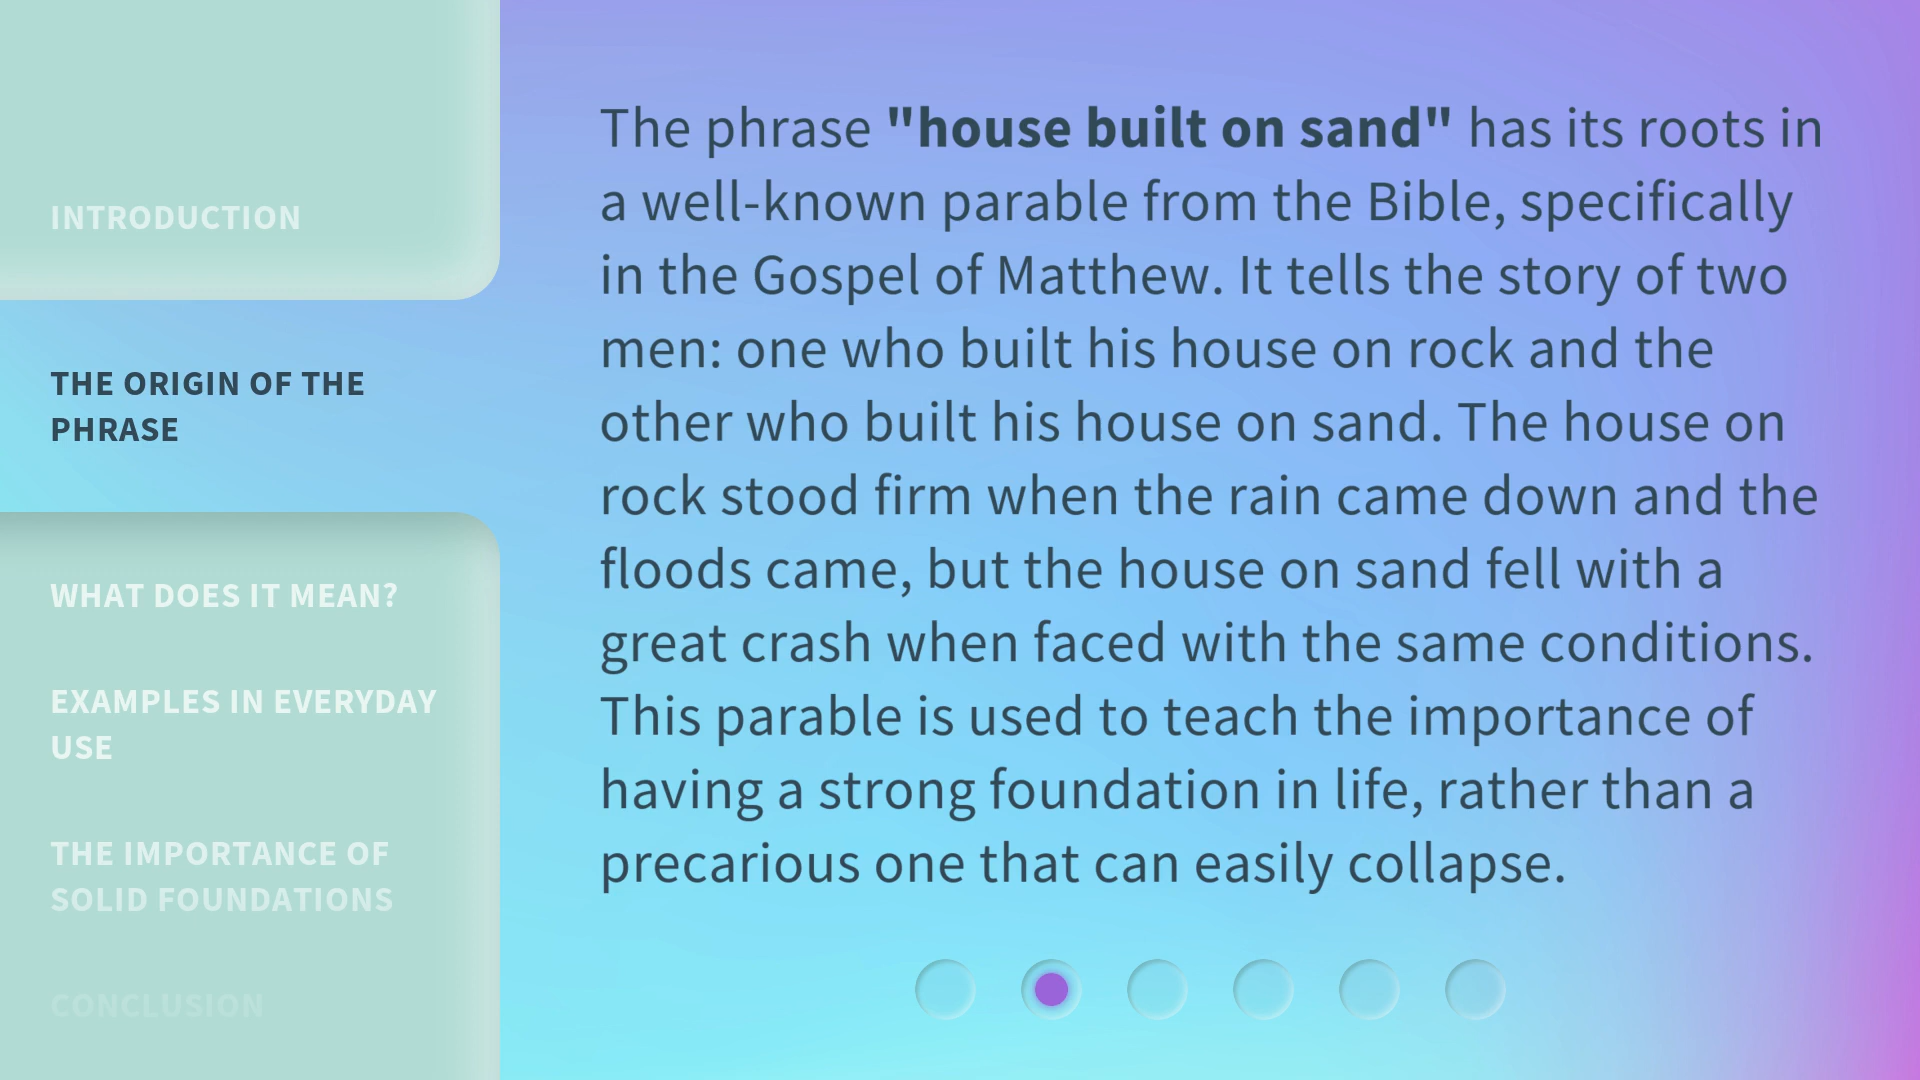 INTRODUCTION
THE ORIGIN OF THE
PHRASE
WHAT DOES IT MEAN?
EXAMPLES IN EVERYDAY
USE
THE IMPORTANCE OF
SOLID FOUNDATIONS
CONCLUSION
The phrase "house built on sand" has its roots in
a well-known parable from the Bible, specifically
in the Gospel of Matthew. It tells the story of two
men: one who built his house on rock and the
other who built his house on sand. The house on
rock stood firm when the rain came down and the
floods came, but the house on sand fell with a
great crash when faced with the same conditions.
This parable is used to teach the importance of
having a strong foundation in life, rather than a
precarious one that can easily collapse.